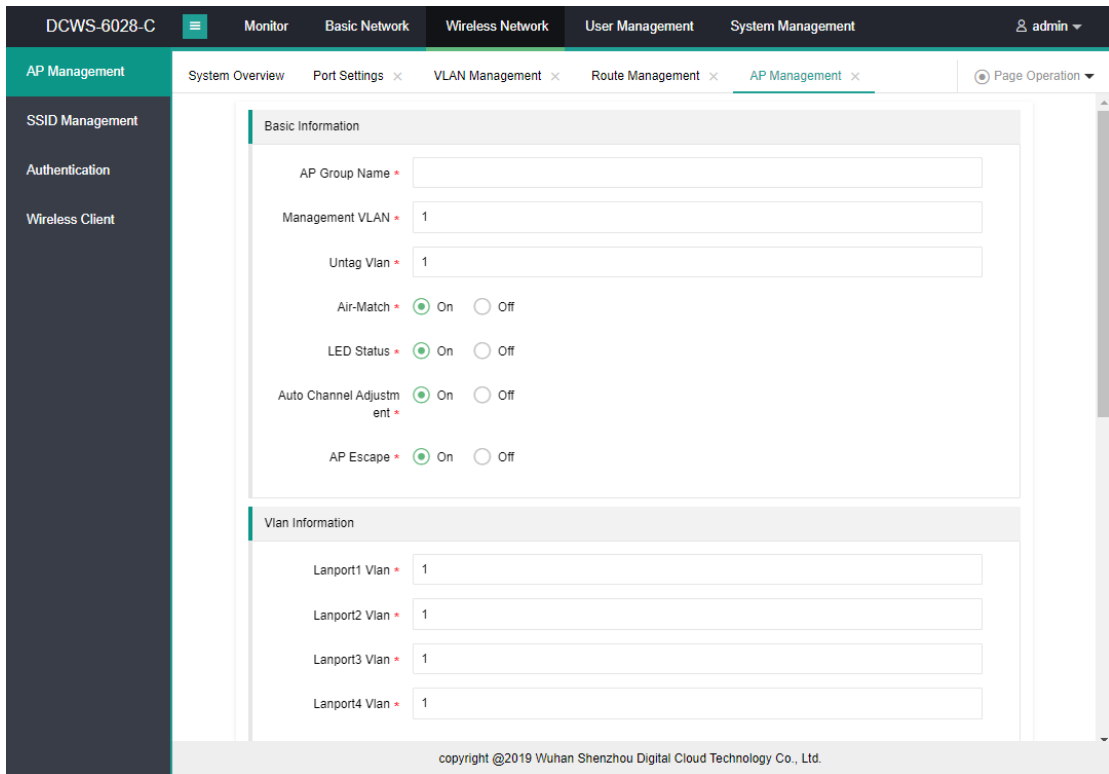 DCWS-6028-C Monitor Basic Network Wireless Network User Management System Management admin
AP Management
SSID Management
Authentication
Wireless Client
System Overview Port Settings × VLAN Management × Route Management × AP Management × Page Operation
Basic Information
AP Group Name *
Management VLAN * 1
Untag Vlan * 1
Air-Match * On Off
LED Status * On Off
Auto Channel Adjustm On Off
ent *
AP Escape * On Off
Vlan Information
Lanport1 Vlan * 1
Lanport2 Vlan * 1
Lanport3 Vlan * 1
Lanport4 Vlan * 1
copyright @2019 Wuhan Shenzhou Digital Cloud Technology Co., Ltd.